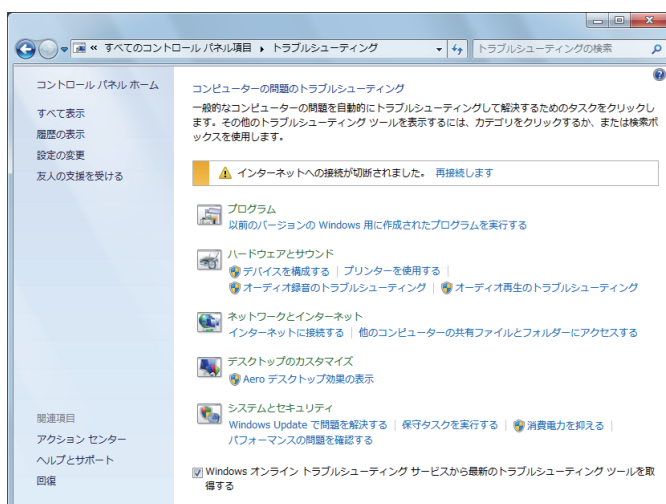 « すべてのコントロール パネル項目 ▸ トラブルシューティング
トラブルシューティングの検索
コントロール パネル ホーム
すべて表示
履歴の表示
設定の変更
友人の支援を受ける
コンピューターの問題のトラブルシューティング
一般的なコンピューターの問題を自動的にトラブルシューティングして解決するためのタスクをクリックし
ます。その他のトラブルシューティング ツールを表示するには、カテゴリをクリックするか、または検索ボ
ックスを使用します。
インターネットへの接続が切断されました。 再接続します
プログラム
以前のバージョンの Windows 用に作成されたプログラムを実行する
ハードウェアとサウンド
デバイスを構成する | プリンターを使用する |
オーディオ録音のトラブルシューティング | オーディオ再生のトラブルシューティング
ネットワークとインターネット
インターネットに接続する | 他のコンピューターの共有ファイルとフォルダーにアクセスする
デスクトップのカスタマイズ
Aero デスクトップ効果の表示
システムとセキュリティ
Windows Update で問題を解決する | 保守タスクを実行する | 消費電力を抑える |
パフォーマンスの問題を確認する
Windows オンライン トラブルシューティング サービスから最新のトラブルシューティング ツールを取
得する
関連項目
アクション センター
ヘルプとサポート
回復